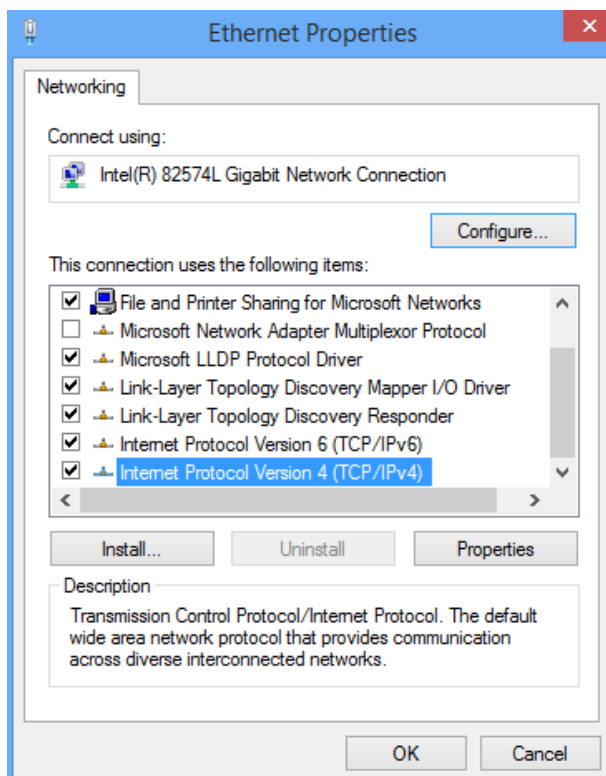 Ethernet Properties
Networking
Connect using:
Intel(R) 82574L Gigabit Network Connection
Configure...
This connection uses the following items:
File and Printer Sharing for Microsoft Networks
Microsoft Network Adapter Multiplexor Protocol
Microsoft LLDP Protocol Driver
Link-Layer Topology Discovery Mapper I/O Driver
Link-Layer Topology Discovery Responder
Internet Protocol Version 6 (TCP/IPv6)
Internet Protocol Version 4 (TCP/IPv4)
Install...
Uninstall
Properties
Description
Transmission Control Protocol/Internet Protocol. The default
wide area network protocol that provides communication
across diverse interconnected networks.
OK
Cancel